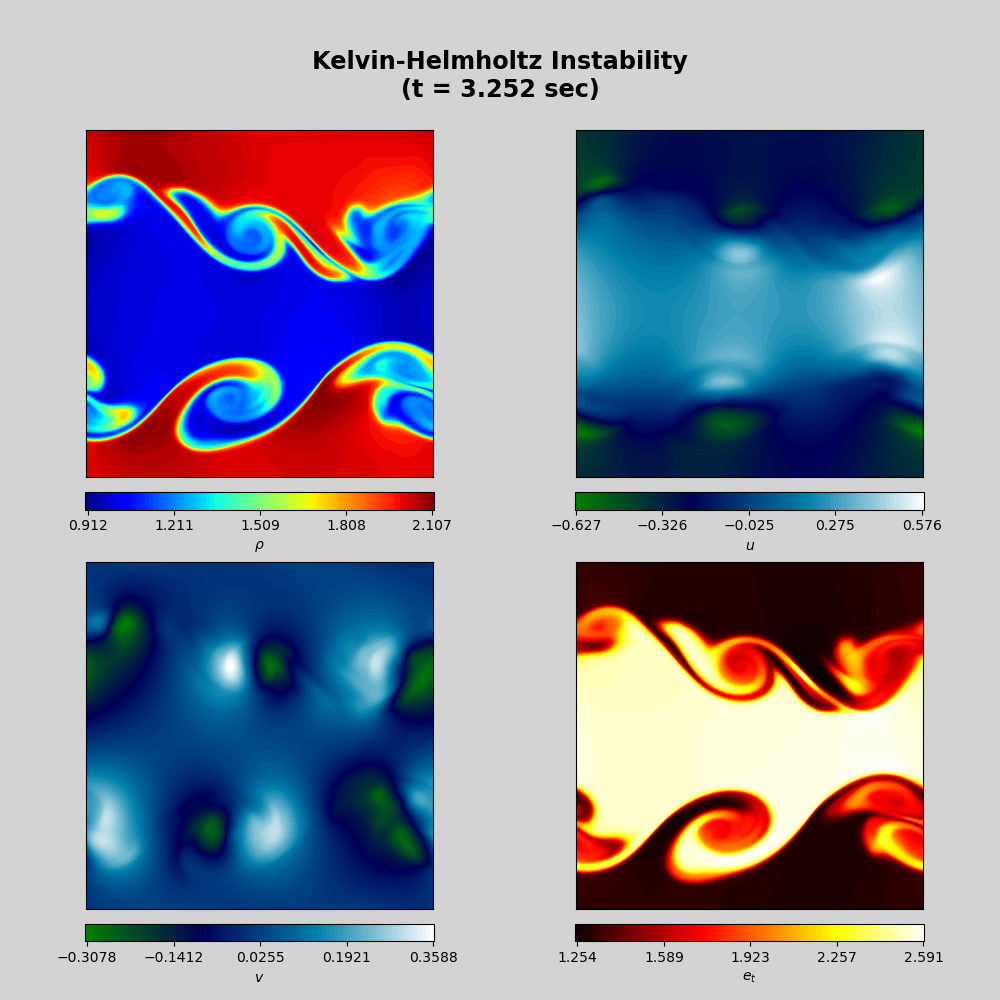 Kelvin-Helmholtz Instability
(t = 3.252 sec)
0.912 1.211 1.509 1.808 2.107
ρ
−0.627 −0.326 −0.025 0.275 0.576
u
−0.3078 −0.1412 0.0255 0.1921 0.3588
v
1.254 1.589 1.923 2.257 2.591
e_t